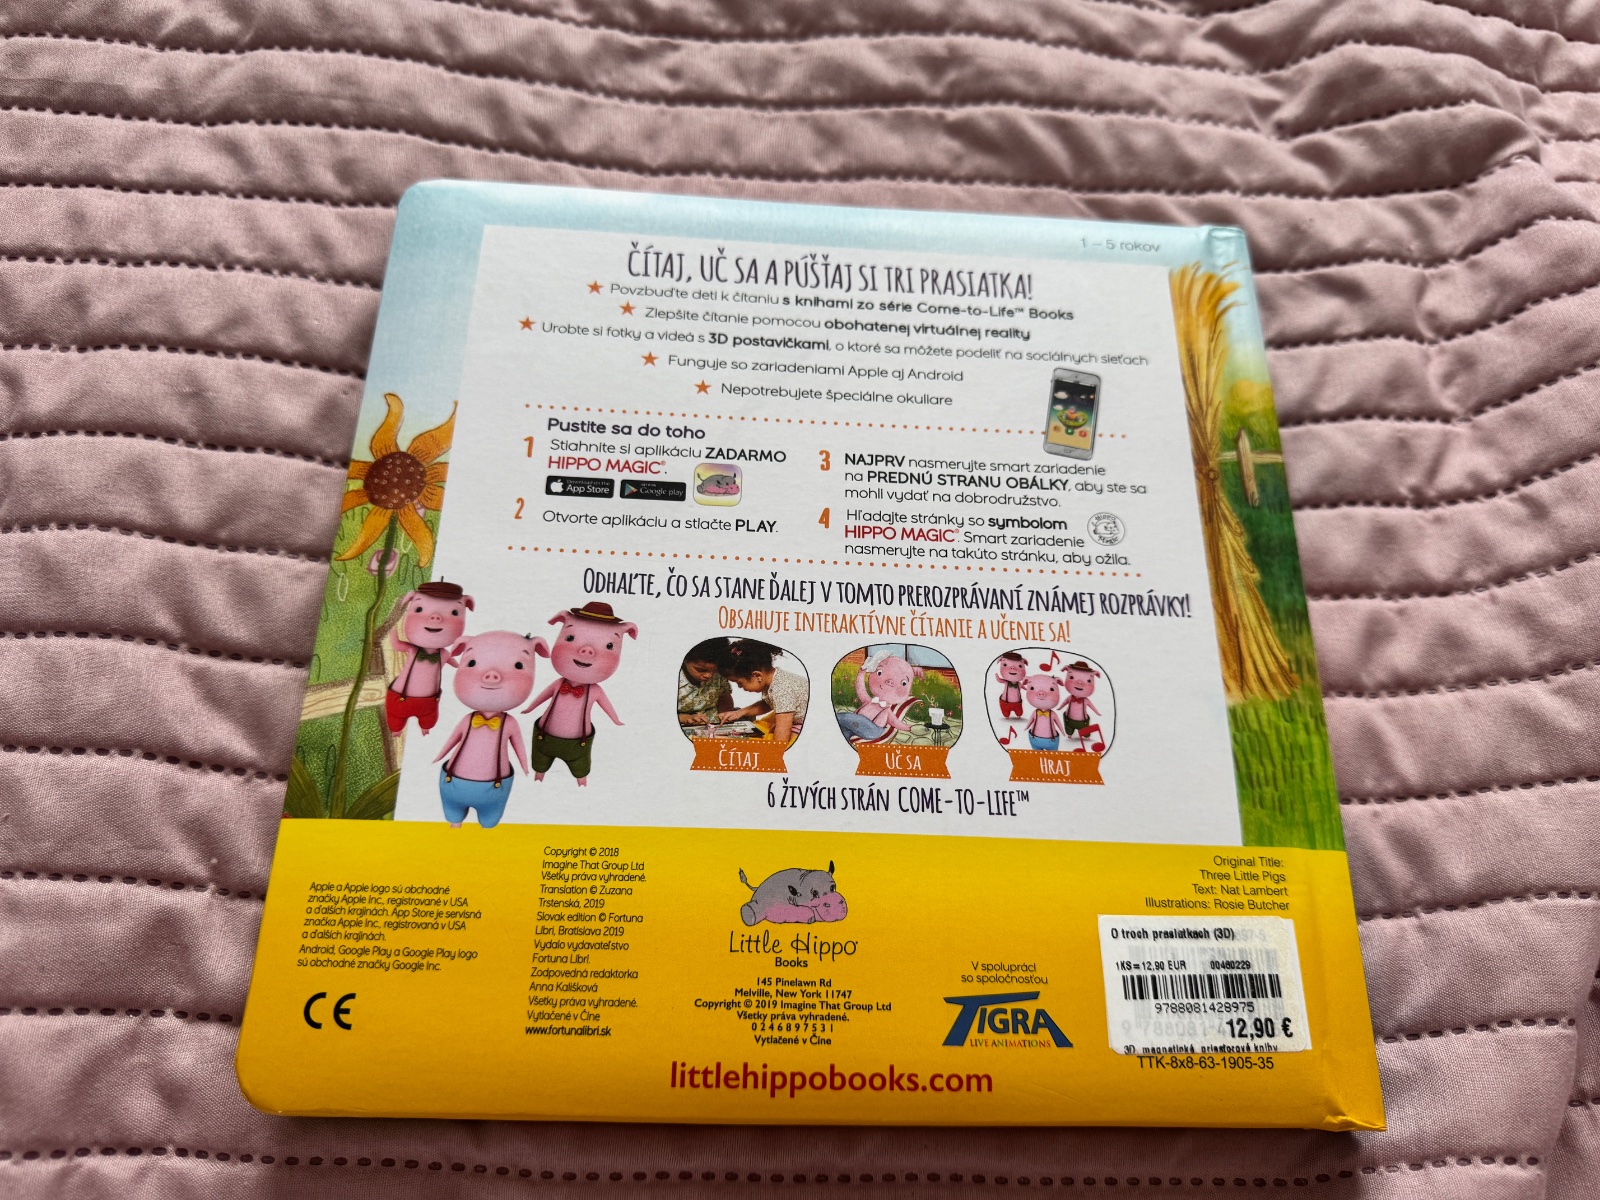 1 – 5 rokov
ČÍTAJ, UČ SA A PÚŠŤAJ SI TRI PRASIATKA!
Povzbuďte deti k čítaniu s knihami zo série Come-to-Life™ Books
Zlepšite čítanie pomocou obohatenej virtuálnej reality
Urobte si fotky a videá s 3D postavičkami, o ktoré sa môžete podeliť na sociálnych sieťach
Funguje so zariadeniami Apple aj Android
Nepotrebujete špeciálne okuliare
Pustite sa do toho
1 Stiahnite si aplikáciu ZADARMO
HIPPO MAGIC®.
Download on the
App Store
Google play
2 Otvorte aplikáciu a stlačte PLAY.
3 NAJPRV nasmerujte smart zariadenie
na PREDNÚ STRANU OBÁLKY, aby ste sa
mohli vydať na dobrodružstvo.
4 Hľadajte stránky so symbolom
HIPPO MAGIC®. Smart zariadenie
nasmerujte na takúto stránku, aby ožila.
Hippo
Magic
ODHAĽTE, ČO SA STANE ĎALEJ V TOMTO PREROZPRÁVANÍ ZNÁMEJ ROZPRÁVKY!
OBSAHUJE INTERAKTÍVNE ČÍTANIE A UČENIE SA!
ČÍTAJ
UČ SA
HRAJ
6 ŽIVÝCH STRÁN COME-TO-LIFE™
Apple a Apple logo sú obchodné
značky Apple Inc., registrované v USA
a ďalších krajinách. App Store je servisná
značka Apple Inc., registrovaná v USA
a ďalších krajinách.
Android, Google Play a Google Play logo
sú obchodné značky Google Inc.
CE
Copyright © 2018
Imagine That Group Ltd
Všetky práva vyhradené.
Translation © Zuzana
Trstenská, 2019
Slovak edition © Fortuna
Libri, Bratislava 2019
Vydalo vydavateľstvo
Fortuna Libri.
Zodpovedná redaktorka
Anna Kališková
Všetky práva vyhradené.
Vytlačené v Číne
www.fortunalibri.sk
Little Hippo
Books
145 Pinelawn Rd
Melville, New York 11747
Copyright © 2019 Imagine That Group Ltd
Všetky práva vyhradené.
0 2 4 6 8 9 7 5 3 1
Vytlačené v Číne
littlehippobooks.com
V spolupráci
so spoločnosťou
TIGRA
LIVE ANIMATIONS
Original Title:
Three Little Pigs
Text: Nat Lambert
Illustrations: Rosie Butcher
O troch prasiatkach (3D)
1KS=12,90 EUR 00460229
9788081428975
12,90 €
3D magnetické priestorové knihy
TTK-8x8-63-1905-35